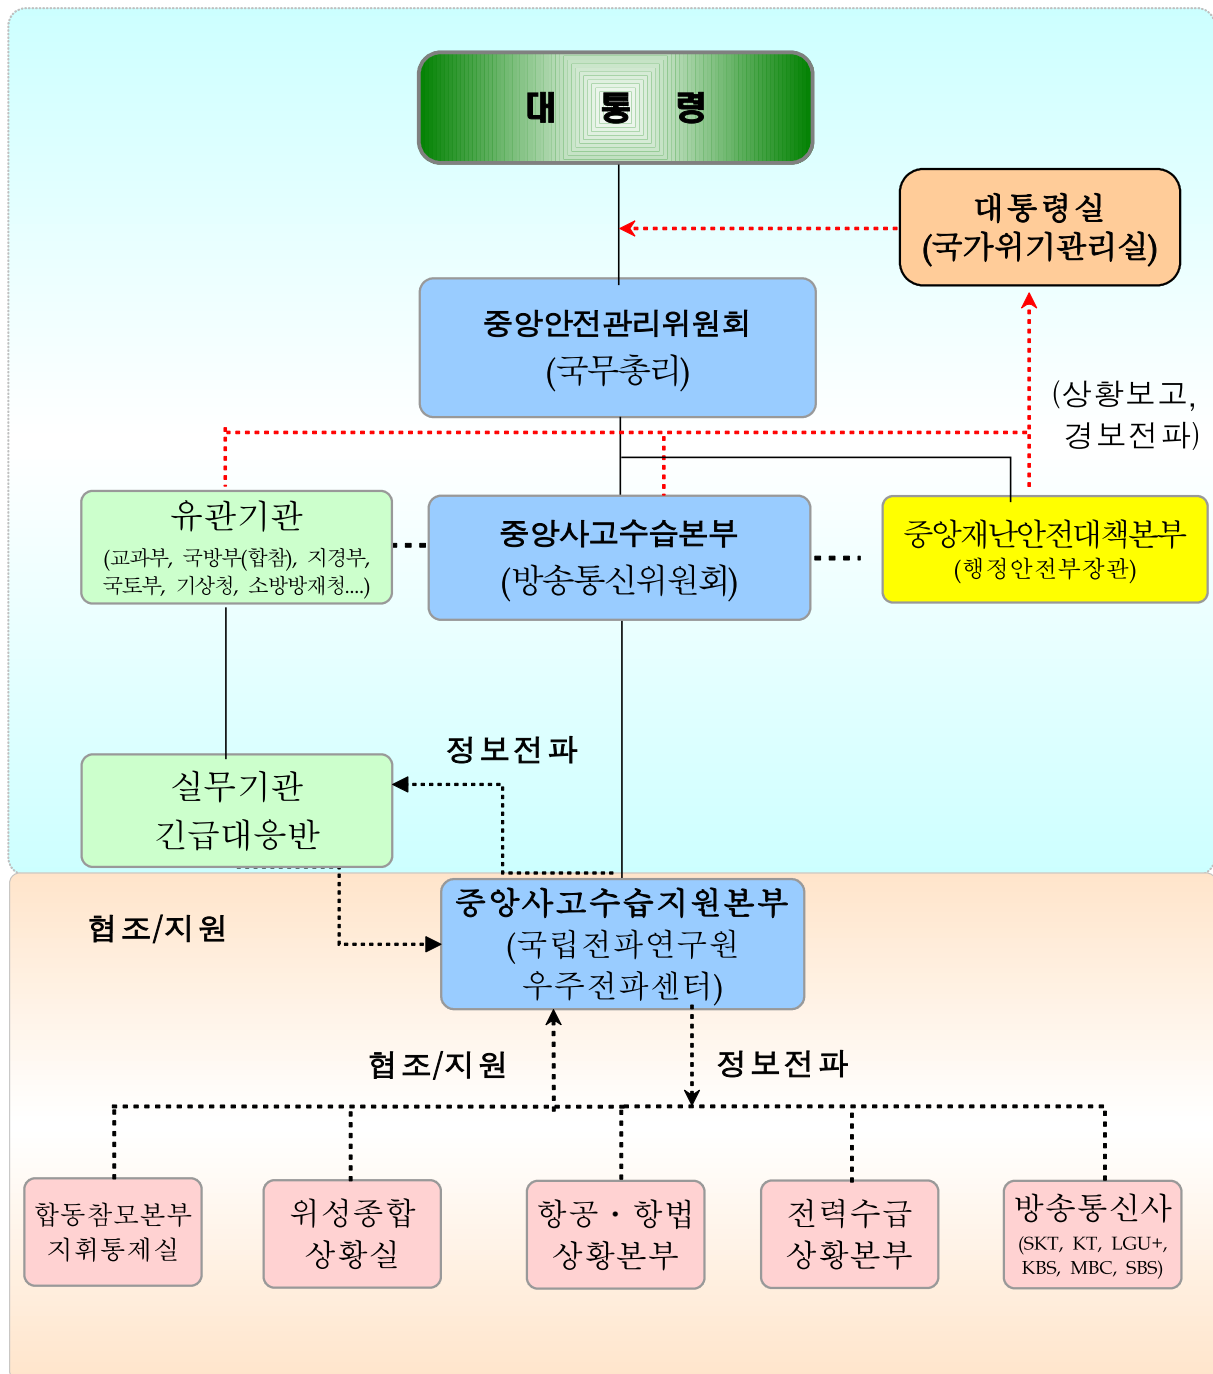 대 통 령
대통령실
(국가위기관리실)
중앙안전관리위원회
(국무총리)
(상황보고,
경보전파)
유관기관
(교과부, 국방부(합참), 지경부,
국토부, 기상청, 소방방재청....)
중앙사고수습본부
(방송통신위원회)
중앙재난안전대책본부
(행정안전부장관)
정보전파
실무기관
긴급대응반
협조/지원
중앙사고수습지원본부
(국립전파연구원
우주전파센터)
협조/지원
정보전파
합동참모본부
지휘통제실
위성종합
상황실
항공・항법
상황본부
전력수급
상황본부
방송통신사
(SKT, KT, LGU+,
KBS, MBC, SBS)